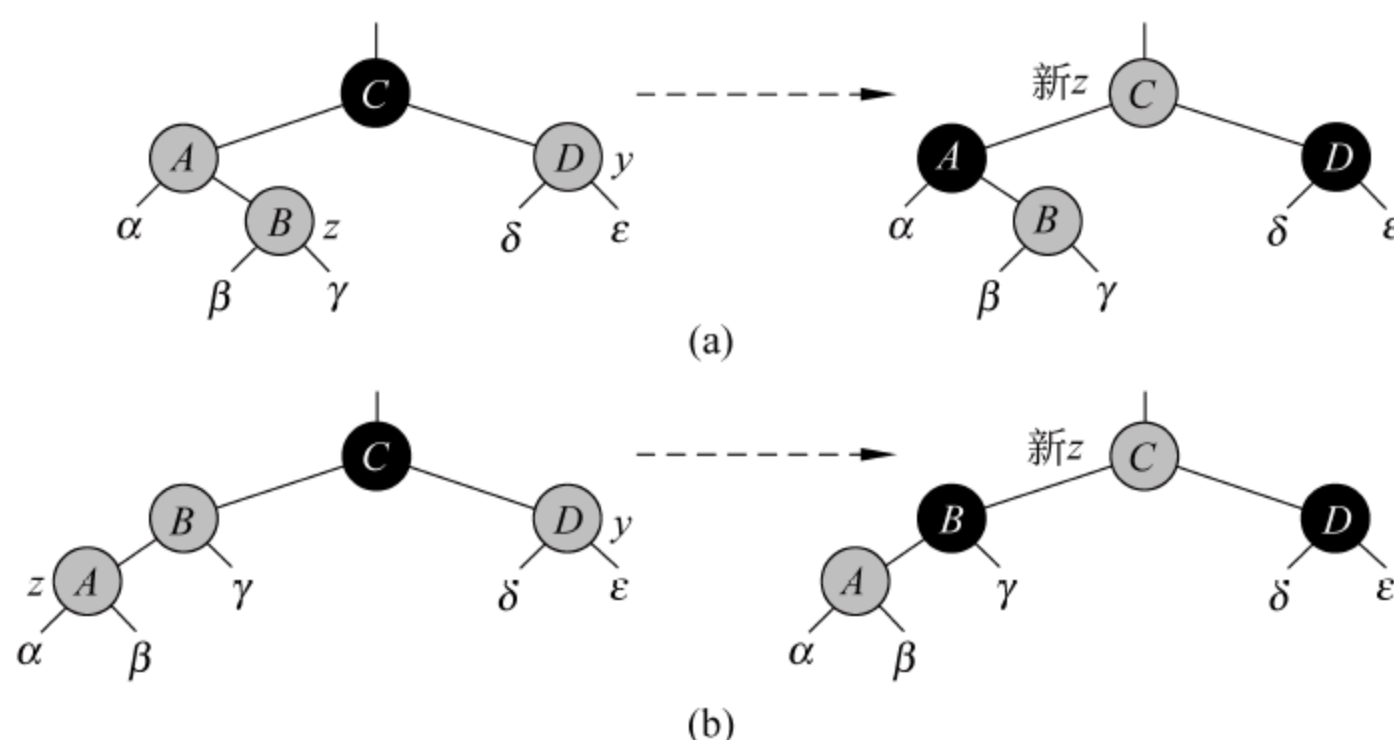 C 新z C
A D y A D
α B z δ ε α B δ ε
β γ β γ
(a)
C 新z C
B D y B D
z A γ δ ε A γ δ ε
α β α β
(b)